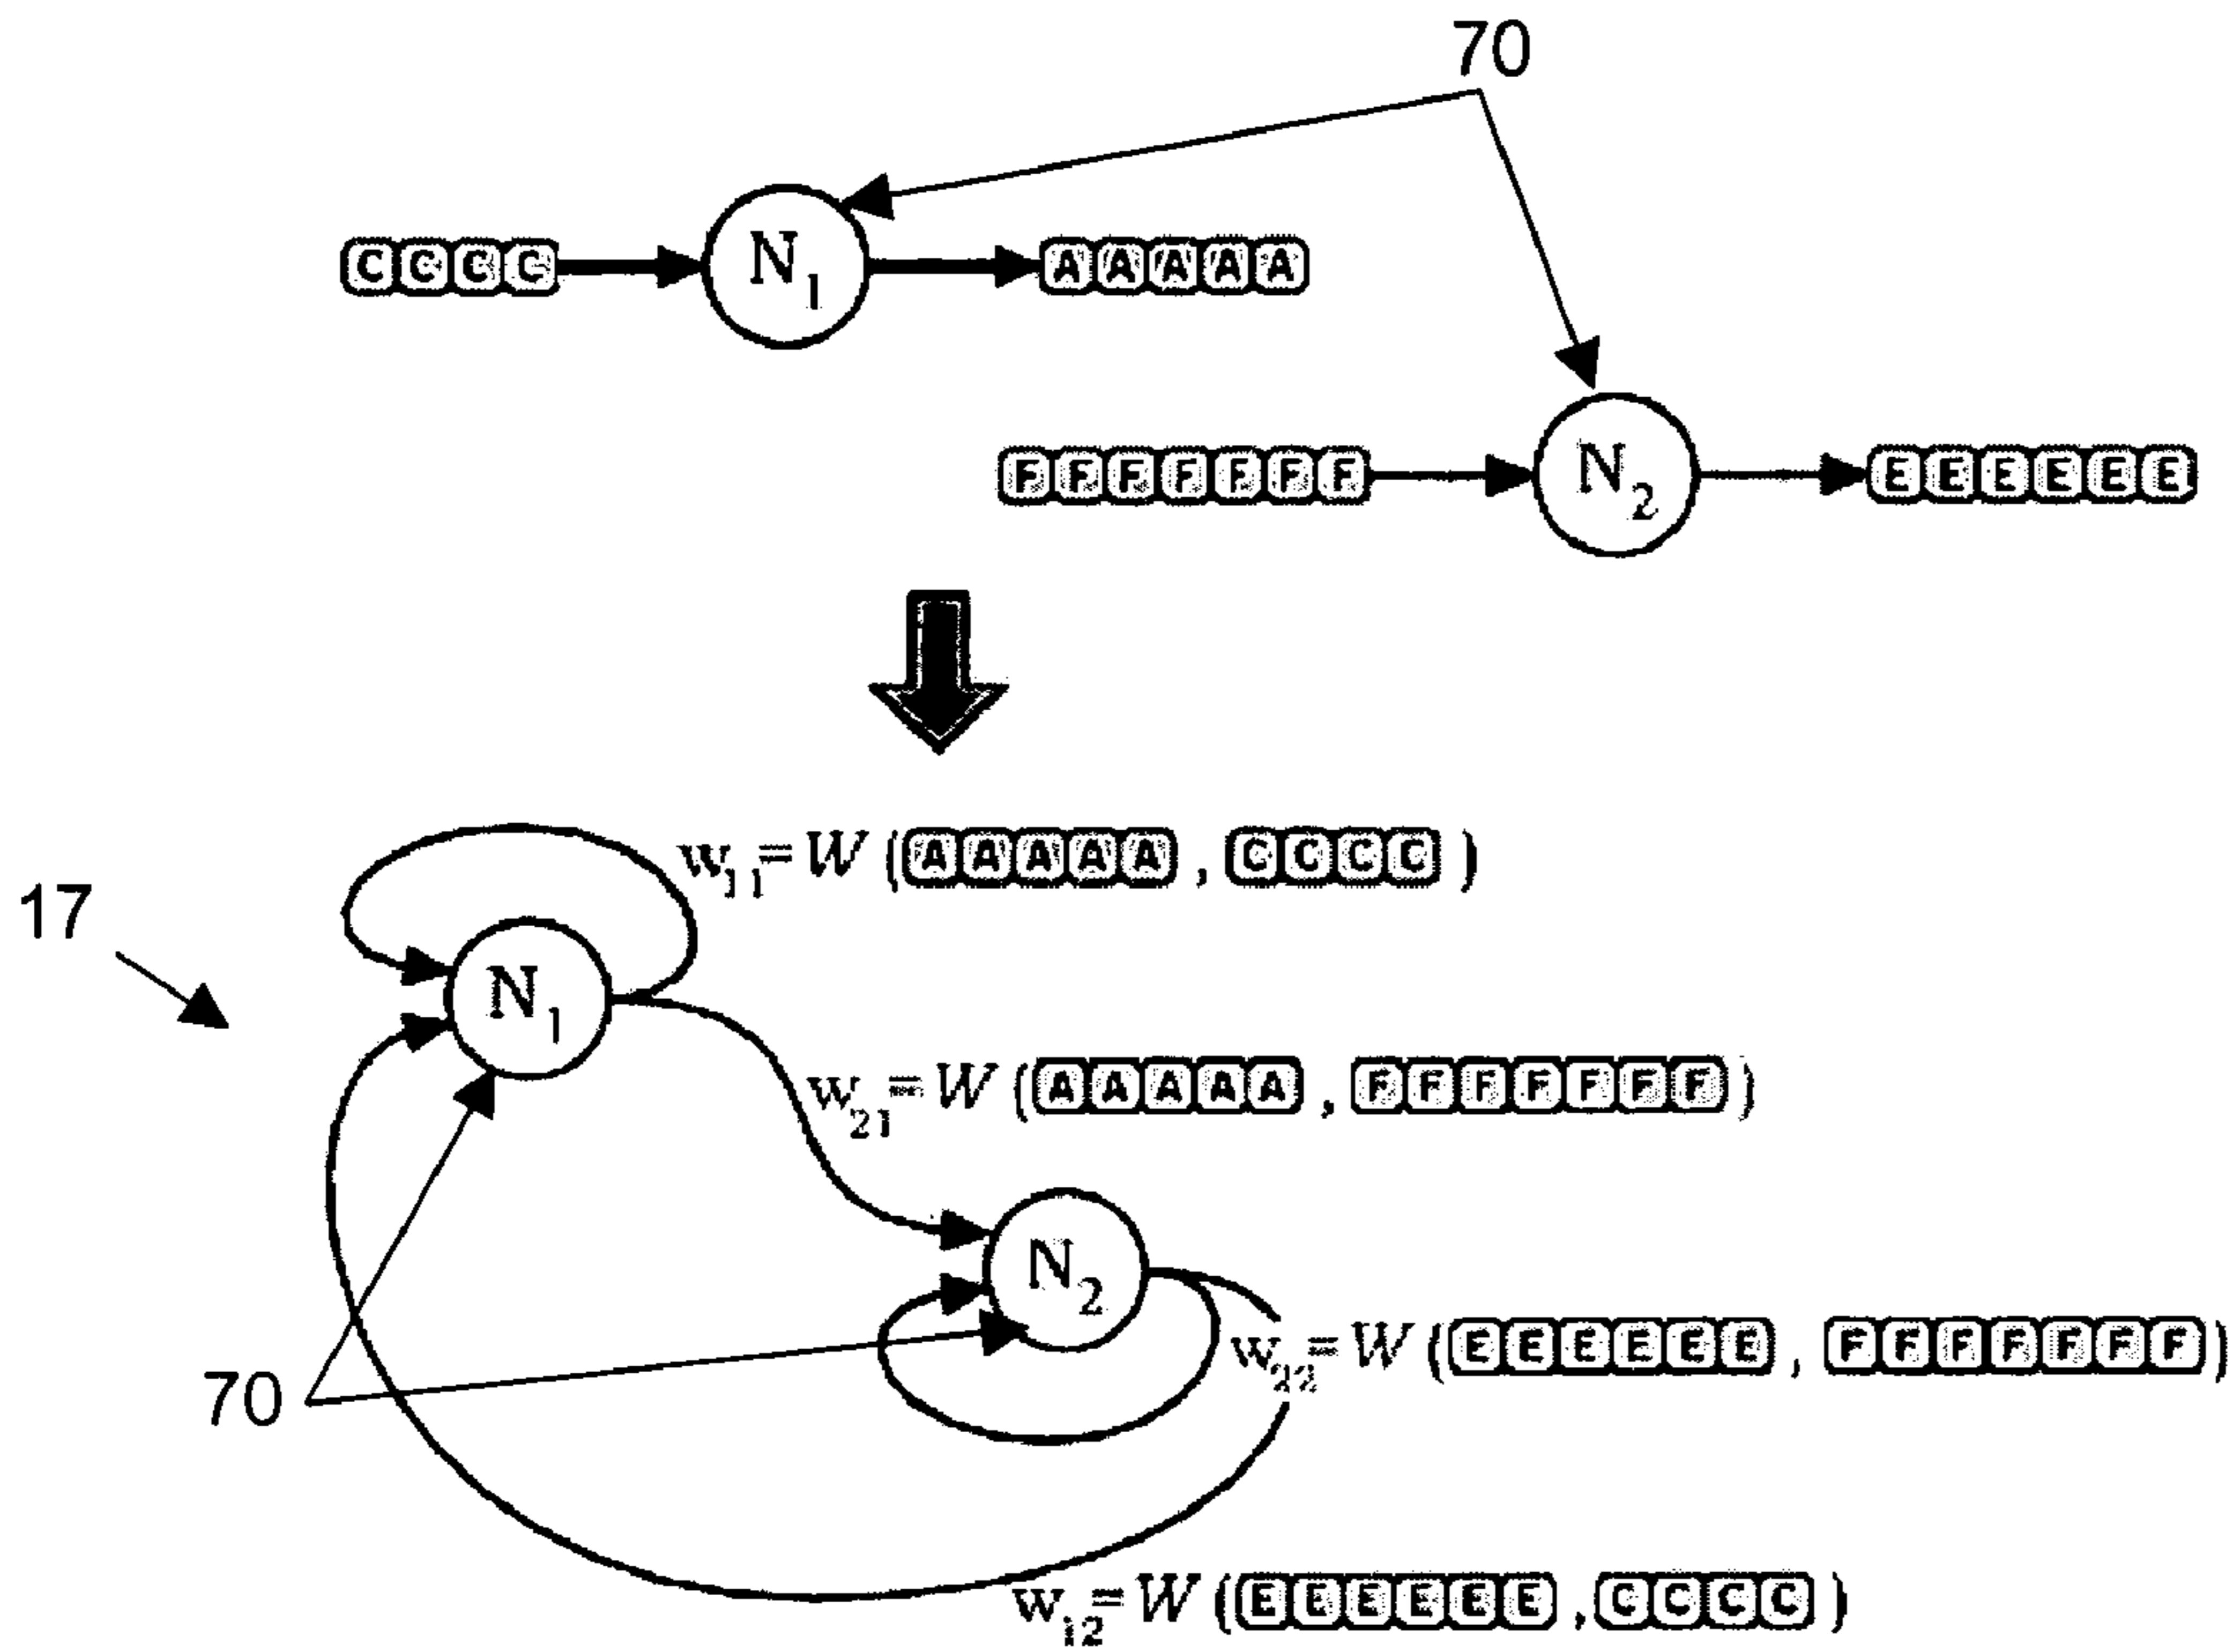 70
C C C C N1 A A A A A
F F F F F F F N2 E E E E E E
w11=W(A A A A A, C C C C)
17
N1
w21=W(A A A A A, F F F F F F F)
N2
w22=W(E E E E E E, F F F F F F F)
70
w12=W(E E E E E E, C C C C)